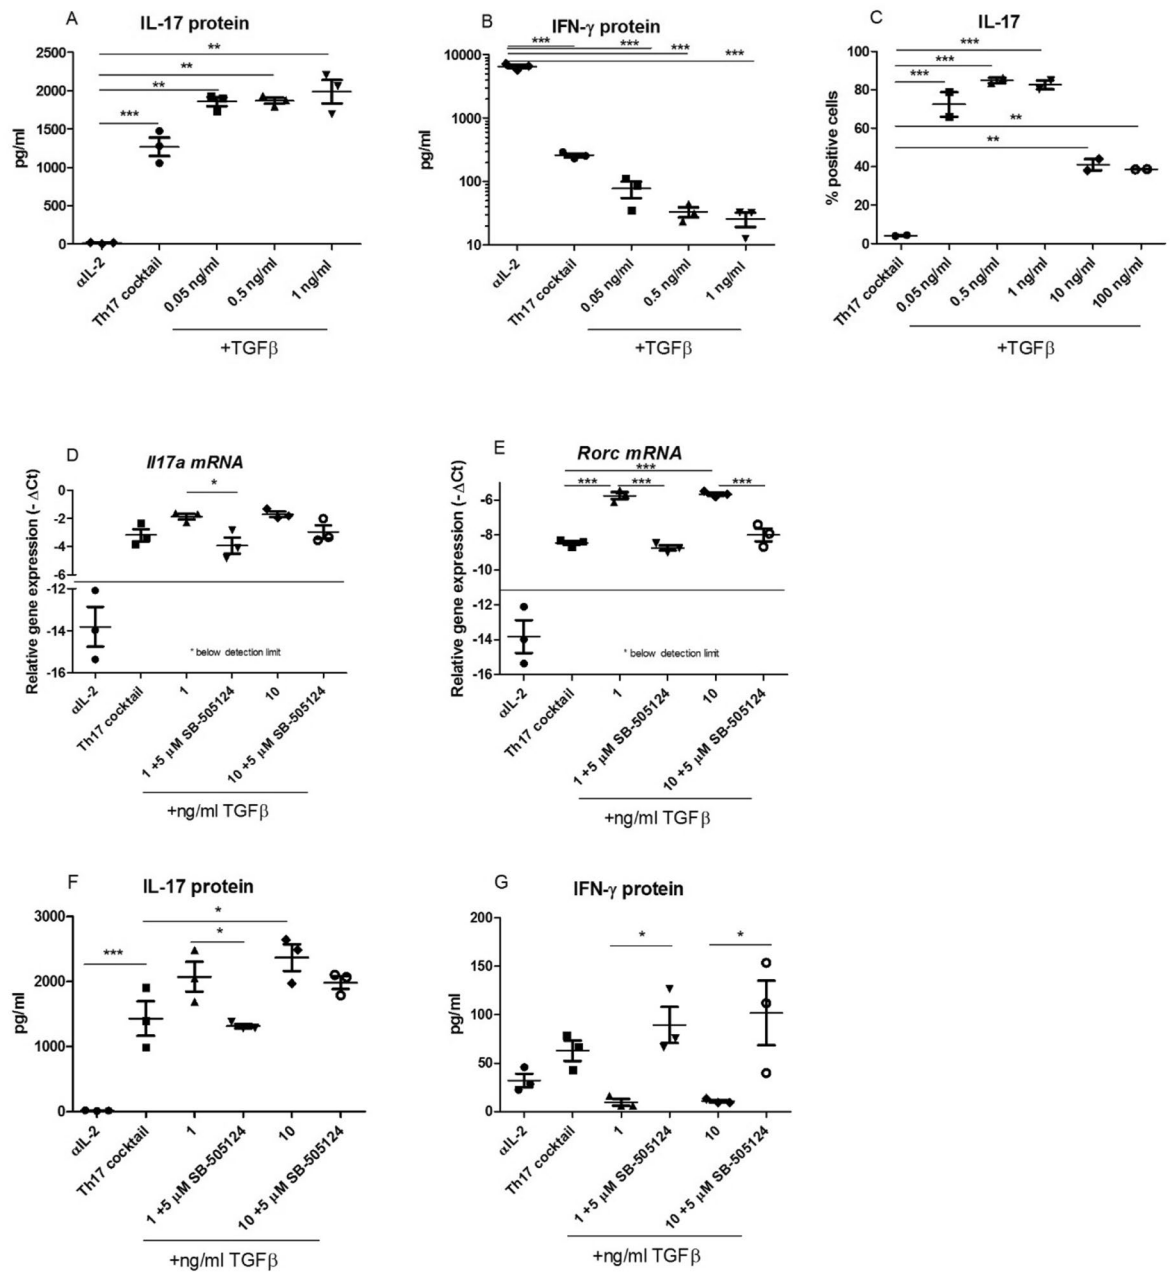 A
IL-17 protein
pg/ml
2500
2000
1500
1000
500
0
**
**
**
***
αIL-2
Th17 cocktail
0.05 ng/ml
0.5 ng/ml
1 ng/ml
+TGFβ
B
IFN-γ protein
pg/ml
10000
1000
100
10
***
***
***
***
αIL-2
Th17 cocktail
0.05 ng/ml
0.5 ng/ml
1 ng/ml
+TGFβ
C
IL-17
% positive cells
100
80
60
40
20
0
***
***
***
**
**
Th17 cocktail
0.05 ng/ml
0.5 ng/ml
1 ng/ml
10 ng/ml
100 ng/ml
+TGFβ
D
Il17a mRNA
Relative gene expression (- ΔCt)
0
-2
-4
-6
-12
-14
-16
*
* below detection limit
αIL-2
Th17 cocktail
1
1 +5 μM SB-505124
10
10 +5 μM SB-505124
+ng/ml TGFβ
E
Rorc mRNA
Relative gene expression (- ΔCt)
-6
-8
-10
-12
-14
-16
***
***
***
***
* below detection limit
αIL-2
Th17 cocktail
1
1 +5 μM SB-505124
10
10 +5 μM SB-505124
+ng/ml TGFβ
F
IL-17 protein
pg/ml
3000
2000
1000
0
*
*
***
αIL-2
Th17 cocktail
1
1 +5 μM SB-505124
10
10 +5 μM SB-505124
+ng/ml TGFβ
G
IFN-γ protein
pg/ml
200
150
100
50
0
*
*
αIL-2
Th17 cocktail
1
1 +5 μM SB-505124
10
10 +5 μM SB-505124
+ng/ml TGFβ